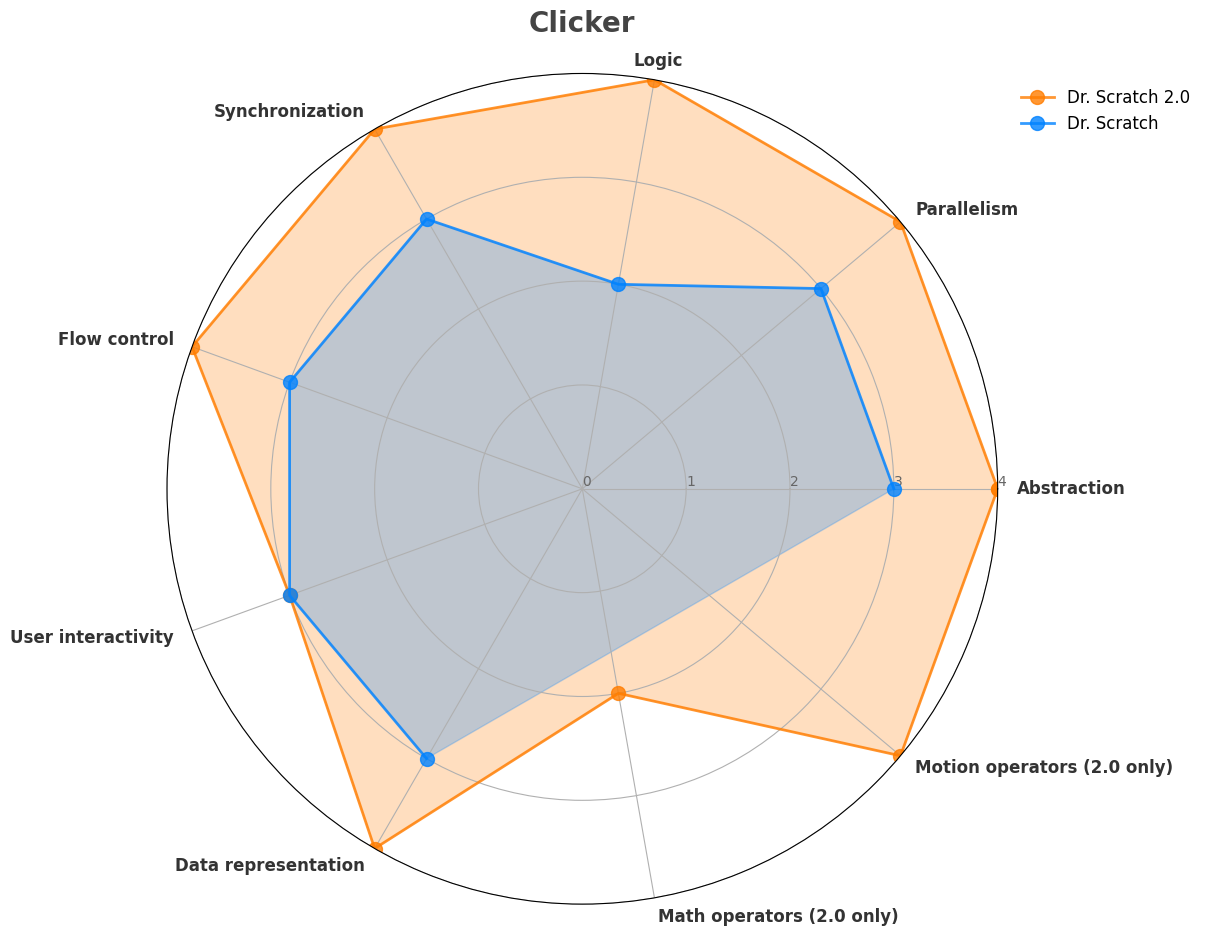 Clicker
Logic
Dr. Scratch 2.0
Synchronization
Dr. Scratch
Parallelism
Flow control
0
1
2
3
4
Abstraction
User interactivity
Motion operators (2.0 only)
Data representation
Math operators (2.0 only)